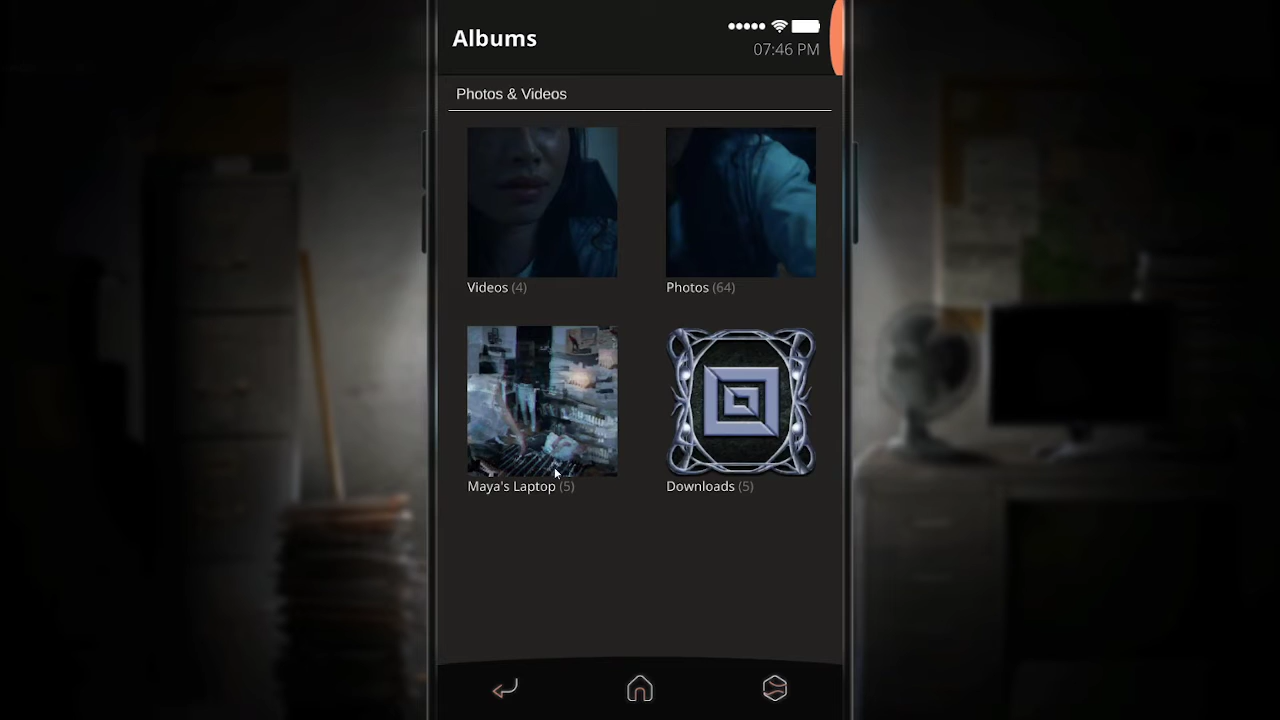 Albums
07:46 PM
Photos & Videos
Videos (4)
Photos (64)
Maya's Laptop (5)
Downloads (5)